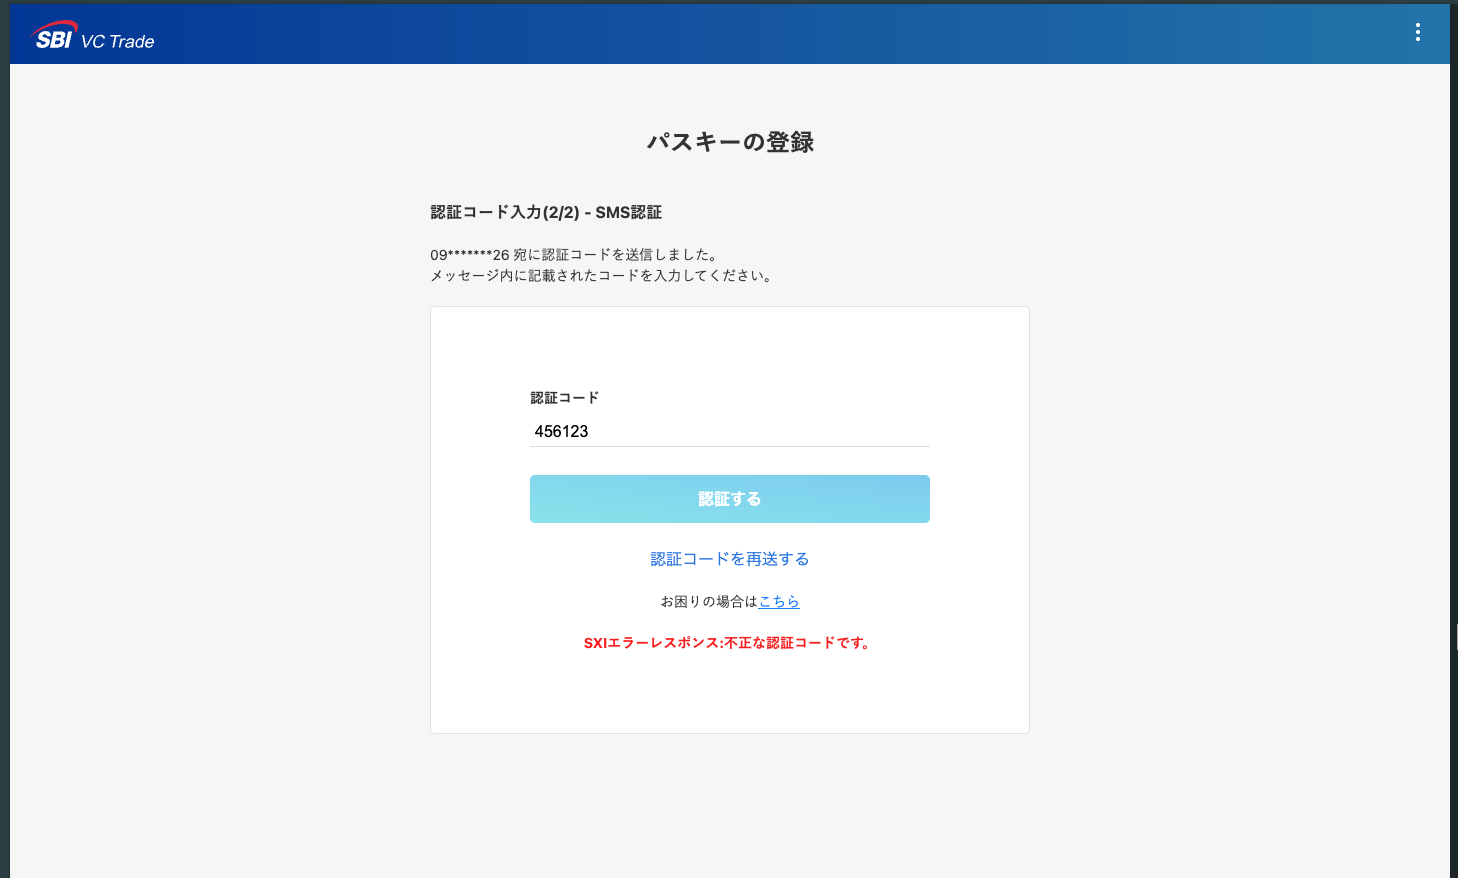 SBI VC Trade
パスキーの登録
認証コード入力(2/2) - SMS認証
09*******26 宛に認証コードを送信しました。
メッセージ内に記載されたコードを入力してください。
認証コード
456123
認証する
認証コードを再送する
お困りの場合はこちら
SXIエラーレスポンス:不正な認証コードです。